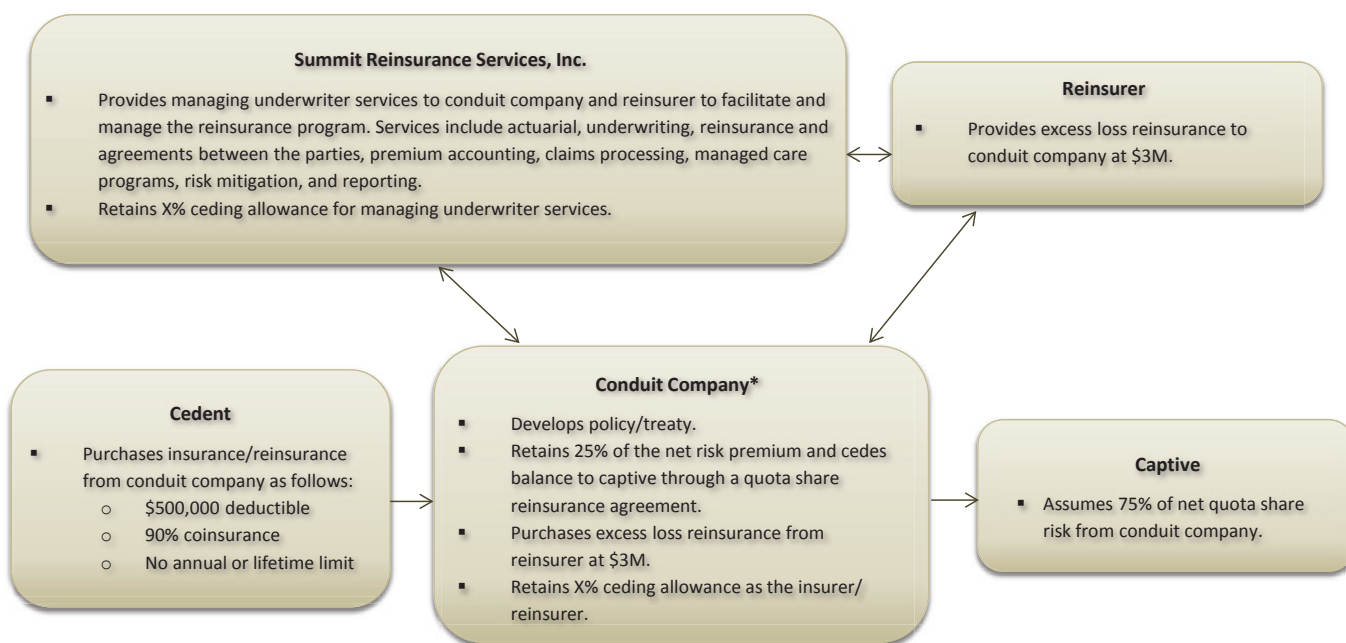 Summit Reinsurance Services, Inc.
▪ Provides managing underwriter services to conduit company and reinsurer to facilitate and
manage the reinsurance program. Services include actuarial, underwriting, reinsurance and
agreements between the parties, premium accounting, claims processing, managed care
programs, risk mitigation, and reporting.
▪ Retains X% ceding allowance for managing underwriter services.
Reinsurer
▪ Provides excess loss reinsurance to
conduit company at $3M.
Cedent
▪ Purchases insurance/reinsurance
from conduit company as follows:
o $500,000 deductible
o 90% coinsurance
o No annual or lifetime limit
Conduit Company*
▪ Develops policy/treaty.
▪ Retains 25% of the net risk premium and cedes
balance to captive through a quota share
reinsurance agreement.
▪ Purchases excess loss reinsurance from
reinsurer at $3M.
▪ Retains X% ceding allowance as the insurer/
reinsurer.
Captive
▪ Assumes 75% of net quota share
risk from conduit company.